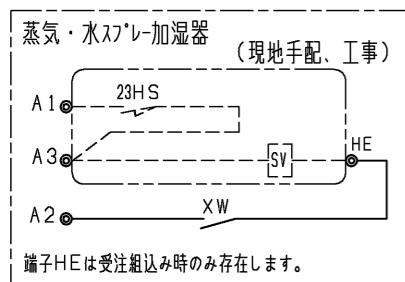 蒸気・水スプレー加湿器
(現地手配、工事)
23HS
A1
HE
A3
SV
XW
A2
端子HEは受注組込み時のみ存在します。